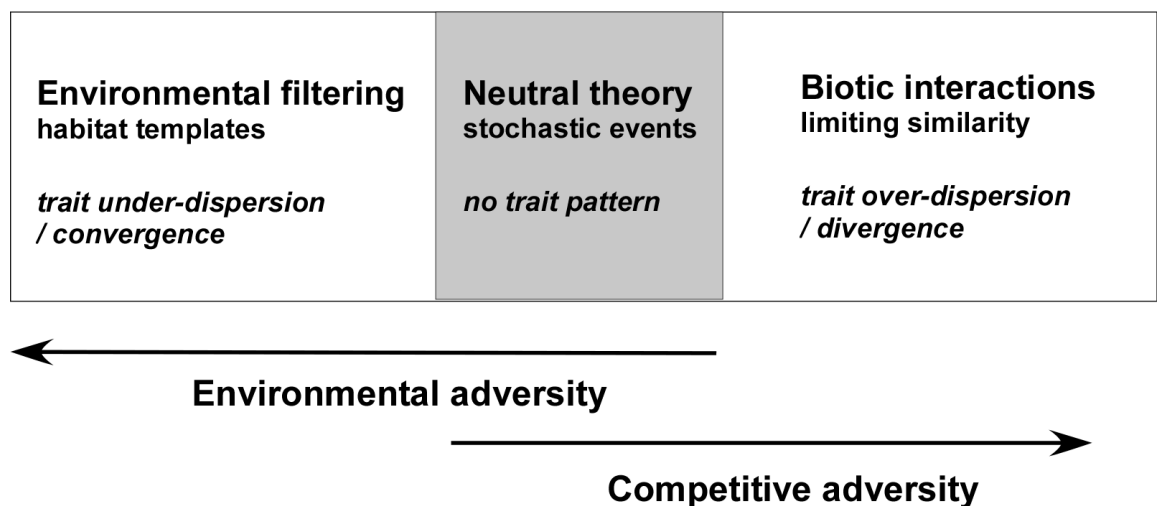 Environmental filtering
habitat templates
trait under-dispersion
/ convergence
Neutral theory
stochastic events
no trait pattern
Biotic interactions
limiting similarity
trait over-dispersion
/ divergence
Environmental adversity
Competitive adversity